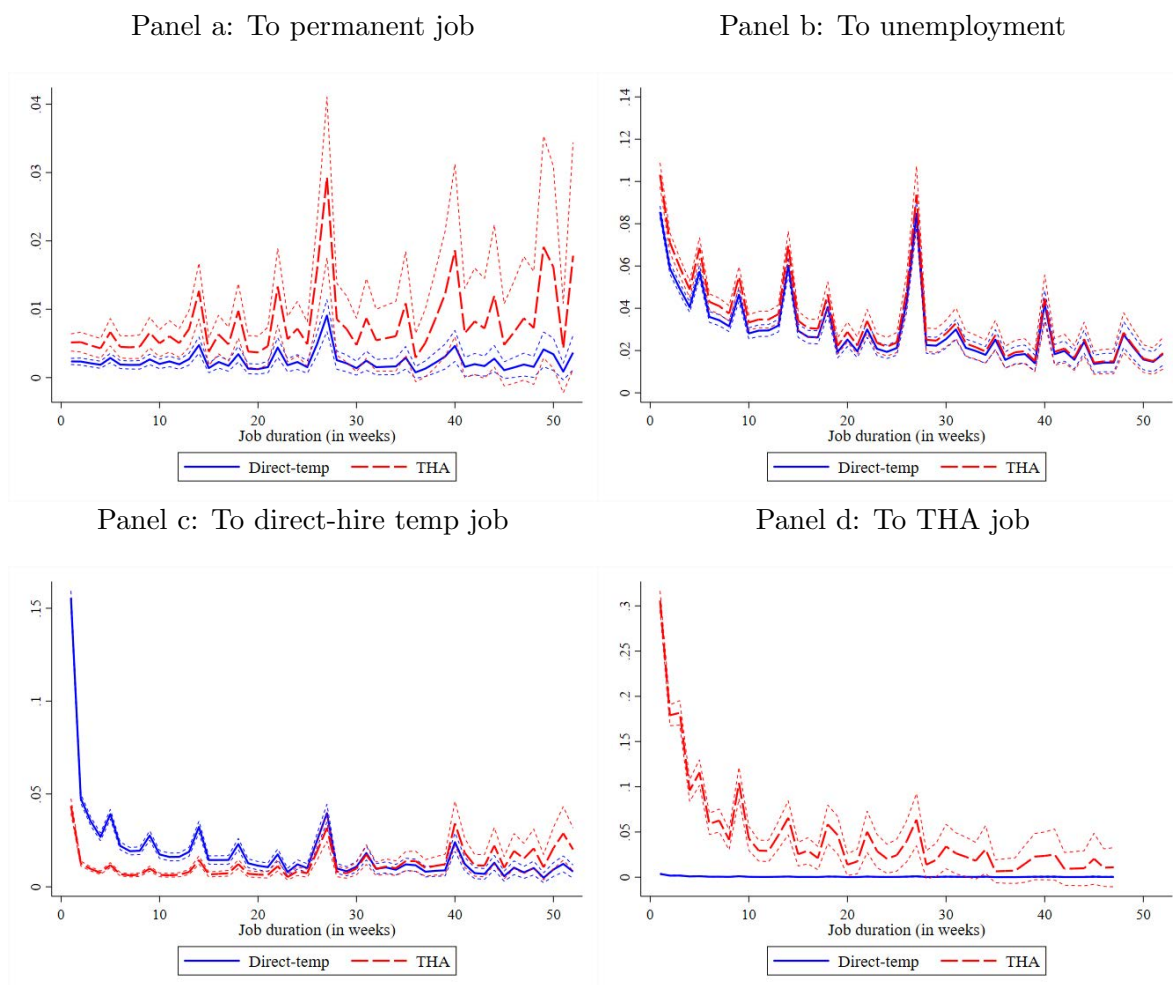 Panel a: To permanent job
Panel b: To unemployment
.04
.03
.02
.01
0
0 10 20 30 40 50
Job duration (in weeks)
Direct-temp THA
.14
.12
.1
.08
.06
.04
.02
0
0 10 20 30 40 50
Job duration (in weeks)
Direct-temp THA
Panel c: To direct-hire temp job
Panel d: To THA job
.15
.1
.05
0
0 10 20 30 40 50
Job duration (in weeks)
Direct-temp THA
.3
.25
.2
.15
.1
.05
0
0 10 20 30 40 50
Job duration (in weeks)
Direct-temp THA